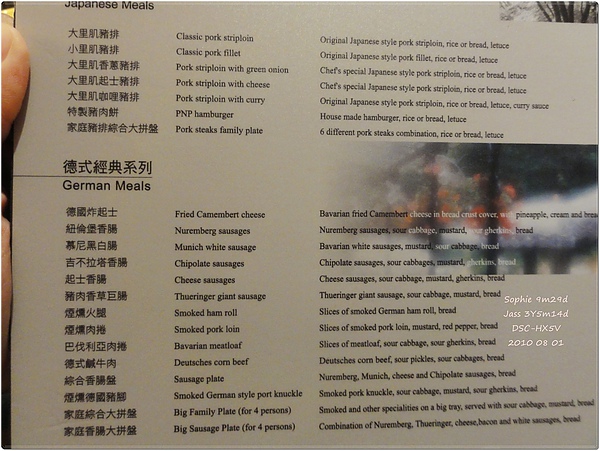 Japanese Meals
大里肌豬排 Classic pork striploin Original Japanese style pork striploin, rice or bread, lettuce
小里肌豬排 Classic pork fillet Original Japanese style pork fillet, rice or bread, lettuce
大里肌香蔥豬排 Pork striploin with green onion Chef's special Japanese style pork striploin, rice or bread, lettuce
大里肌起士豬排 Pork striploin with cheese Chef's special Japanese style pork striploin, rice or bread, lettuce
大里肌咖哩豬排 Pork striploin with curry Original Japanese style pork striploin, rice or bread, lettuce, curry sauce
特製豬肉餅 PNP hamburger House made hamburger, rice or bread, lettuce
家庭豬排綜合大拼盤 Pork steaks family plate 6 different pork steaks combination, rice or bread, lettuce
德式經典系列
German Meals
德國炸起士 Fried Camembert cheese Bavarian fried Camembert cheese in bread crust cover, with pineapple, cream and bread
紐倫堡香腸 Nuremberg sausages Nuremberg sausages, sour cabbage, mustard, sour gherkins, bread
慕尼黑白腸 Munich white sausage Bavarian white sausages, mustard, sour cabbage, bread
吉不拉塔香腸 Chipolate sausages Chipolate sausages, sour cabbage, mustard, gherkins, bread
起士香腸 Cheese sausages Cheese sausages, sour cabbage, mustard, gherkins, bread
豬肉香草巨腸 Thueringer giant sausage Thueringer giant sausage, sour cabbage, mustard, bread
煙燻火腿 Smoked ham roll Slices of smoked German ham roll, bread
煙燻肉捲 Smoked pork loin Slices of smoked pork loin, mustard, red pepper, bread
巴伐利亞肉捲 Bavarian meatloaf Slices of meatloaf, sour cabbage, sour gherkins, bread
德式鹹牛肉 Deutsches corn beef Deutsches corn beef, sour pickles, sour cabbages, bread
綜合香腸盤 Sausage plate Nuremberg, Munich, cheese and Chipolate sausages, bread
煙燻德國豬腳 Smoked German style port knuckle Smoked pork knuckle, sour cabbage, mustard, sour gherkins, bread
家庭綜合大拼盤 Big Family Plate (for 4 persons) Smoked and other specialities on a big tray, served with sour cabbage, mustard, bread
家庭香腸大拼盤 Big Sausage Plate (for 4 persons) Combination of Nuremberg, Thueringer, cheese,bacon and white sausages, bread
Sophie 9m29d
Jass 3Y5m14d
DSC-HX5V
2010 08 01